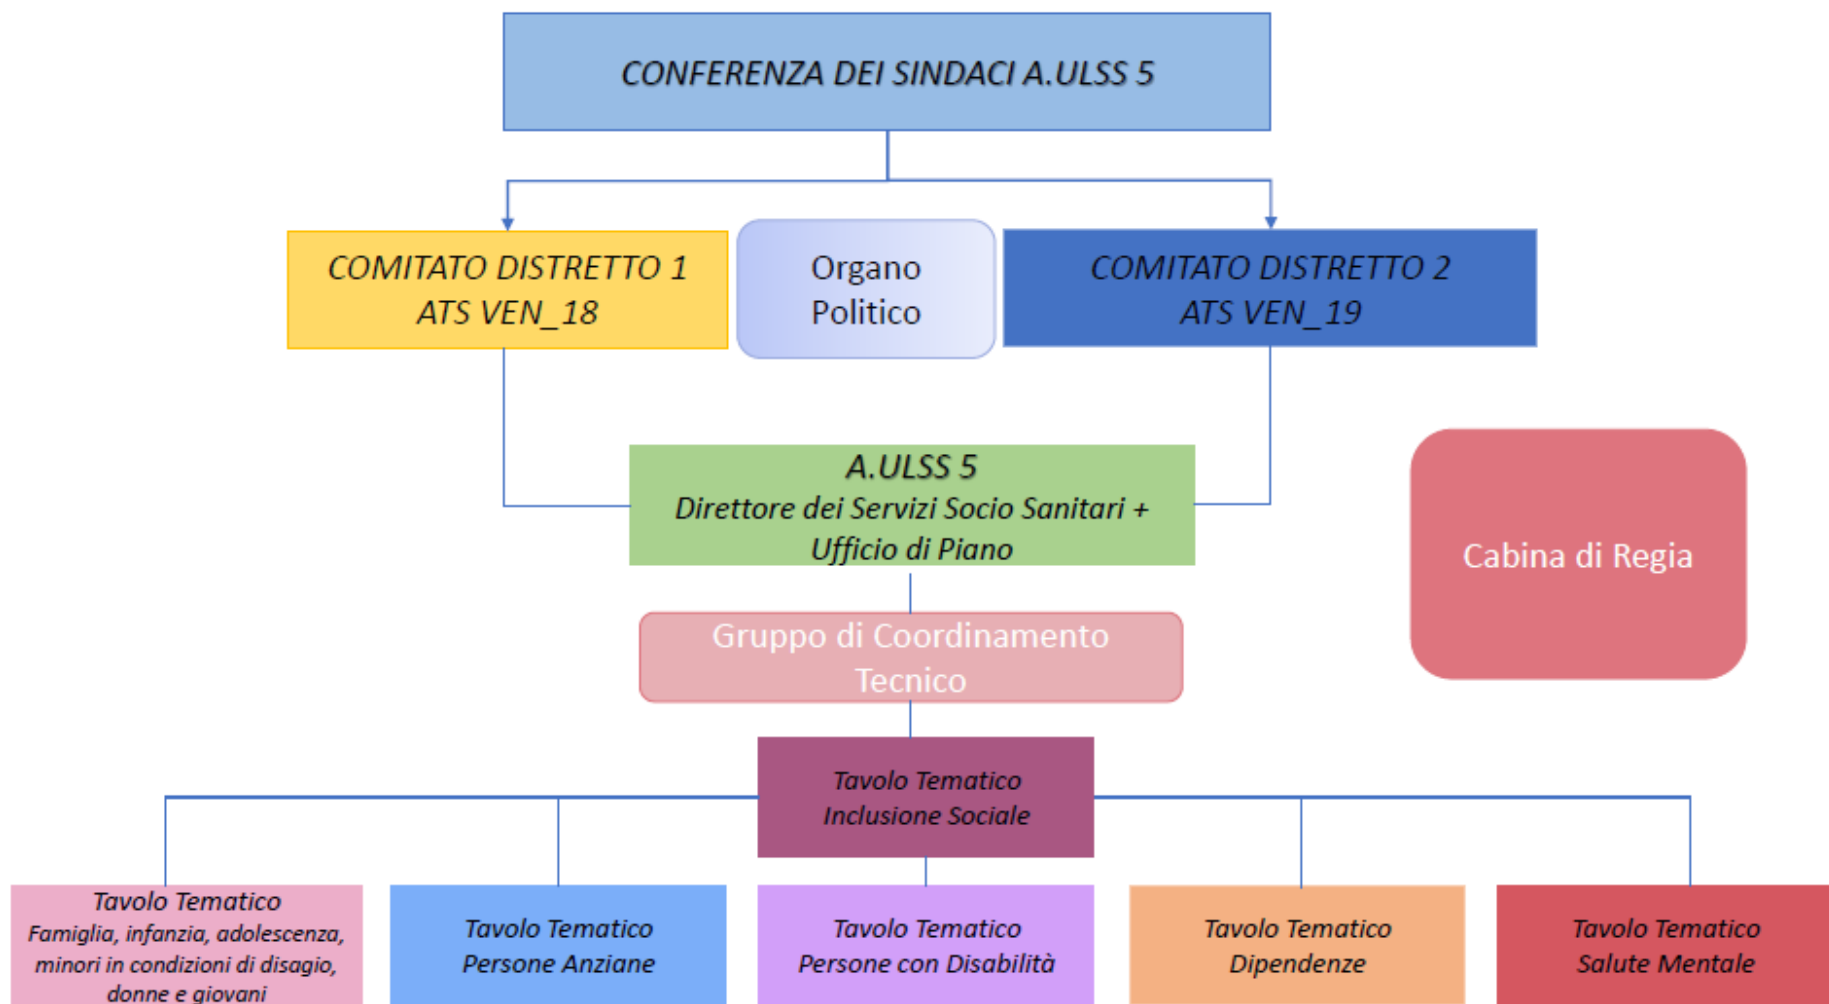 CONFERENZA DEI SINDACI A.ULSS 5
COMITATO DISTRETTO 1
ATS VEN_18
Organo
Politico
COMITATO DISTRETTO 2
ATS VEN_19
A.ULSS 5
Direttore dei Servizi Socio Sanitari +
Ufficio di Piano
Cabina di Regia
Gruppo di Coordinamento
Tecnico
Tavolo Tematico
Inclusione Sociale
Tavolo Tematico
Famiglia, infanzia, adolescenza,
minori in condizioni di disagio,
donne e giovani
Tavolo Tematico
Persone Anziane
Tavolo Tematico
Persone con Disabilità
Tavolo Tematico
Dipendenze
Tavolo Tematico
Salute Mentale